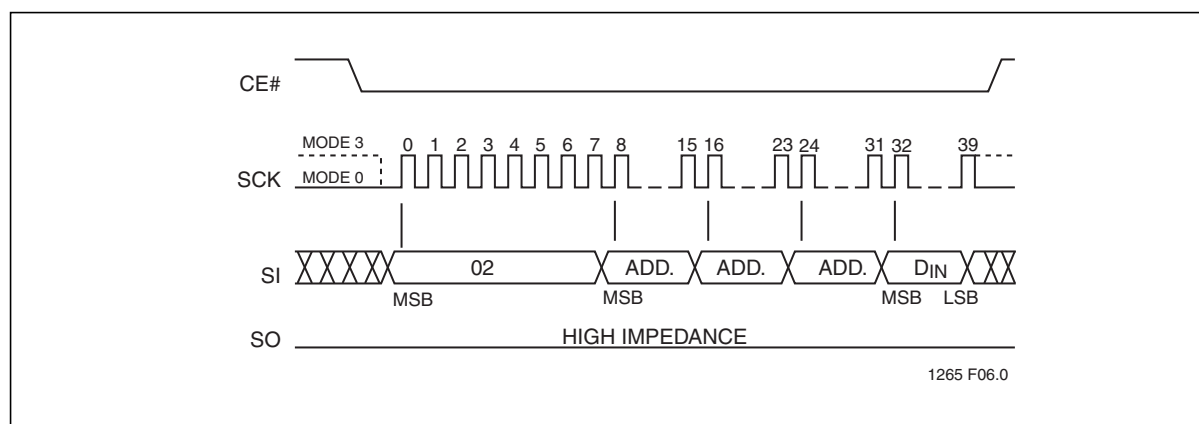 CE#
MODE 3
0 1 2 3 4 5 6 7 8 15 16 23 24 31 32 39
SCK
MODE 0
SI
02 ADD. ADD. ADD. DIN
MSB MSB MSB LSB
SO
HIGH IMPEDANCE
1265 F06.0